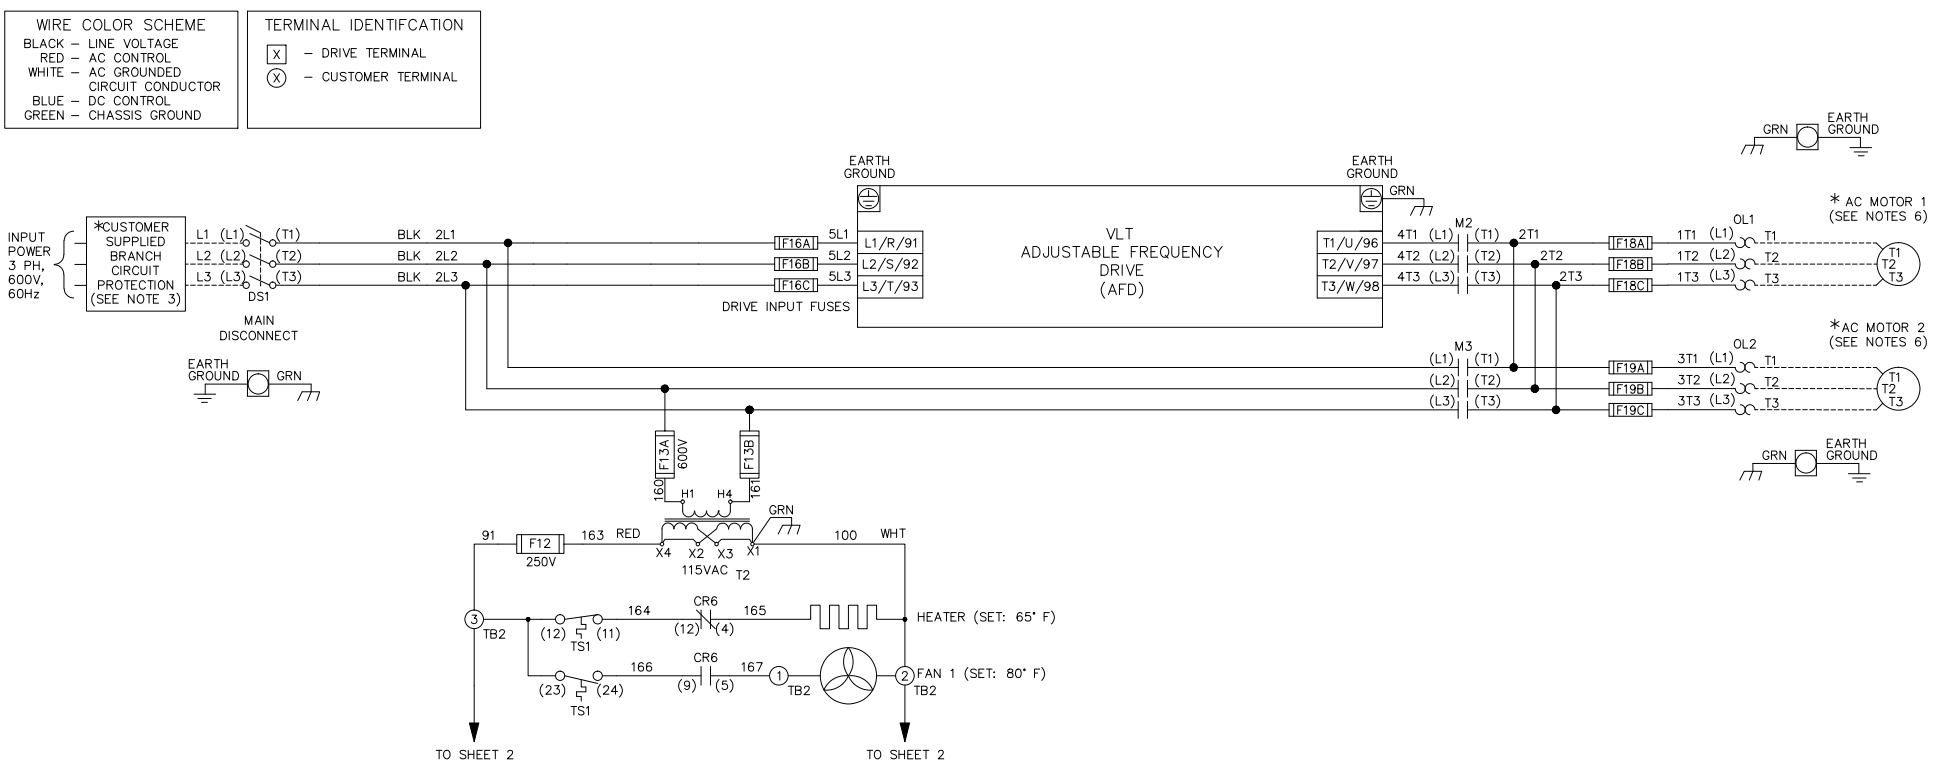 WIRE COLOR SCHEME
BLACK – LINE VOLTAGE
RED – AC CONTROL
WHITE – AC GROUNDED
CIRCUIT CONDUCTOR
BLUE – DC CONTROL
GREEN – CHASSIS GROUND
TERMINAL IDENTIFCATION
X – DRIVE TERMINAL
X – CUSTOMER TERMINAL
GRN
EARTH
GROUND
EARTH
GROUND
EARTH
GROUND
GRN
INPUT
POWER
3 PH,
600V,
60Hz
*CUSTOMER
SUPPLIED
BRANCH
CIRCUIT
PROTECTION
(SEE NOTE 3)
L1 (L1) (T1)
L2 (L2) (T2)
L3 (L3) (T3)
DS1
MAIN
DISCONNECT
BLK 2L1
BLK 2L2
BLK 2L3
F16A 5L1
F16B 5L2
F16C 5L3
DRIVE INPUT FUSES
L1/R/91
L2/S/92
L3/T/93
VLT
ADJUSTABLE FREQUENCY
DRIVE
(AFD)
T1/U/96
T2/V/97
T3/W/98
M2
4T1 (L1) (T1) 2T1
4T2 (L2) (T2) 2T2
4T3 (L3) (T3) 2T3
F18A
F18B
F18C
OL1
1T1 (L1) T1
1T2 (L2) T2
1T3 (L3) T3
* AC MOTOR 1
(SEE NOTES 6)
T1
T2
T3
EARTH
GROUND GRN
M3
(L1) (T1)
(L2) (T2)
(L3) (T3)
F19A
F19B
F19C
OL2
3T1 (L1) T1
3T2 (L2) T2
3T3 (L3) T3
*AC MOTOR 2
(SEE NOTES 6)
T1
T2
T3
GRN
EARTH
GROUND
F13A
600V
F13B
160
161
H1 H4
GRN
91 F12 163 RED
250V
X4 X2 X3 X1
115VAC T2
100 WHT
3
TB2
(12) (11)
TS1
164
CR6
(12) (4)
165
HEATER (SET: 65° F)
(23) (24)
TS1
166
CR6
(9) (5)
167
1
TB2
2
TB2
FAN 1 (SET: 80° F)
TO SHEET 2
TO SHEET 2